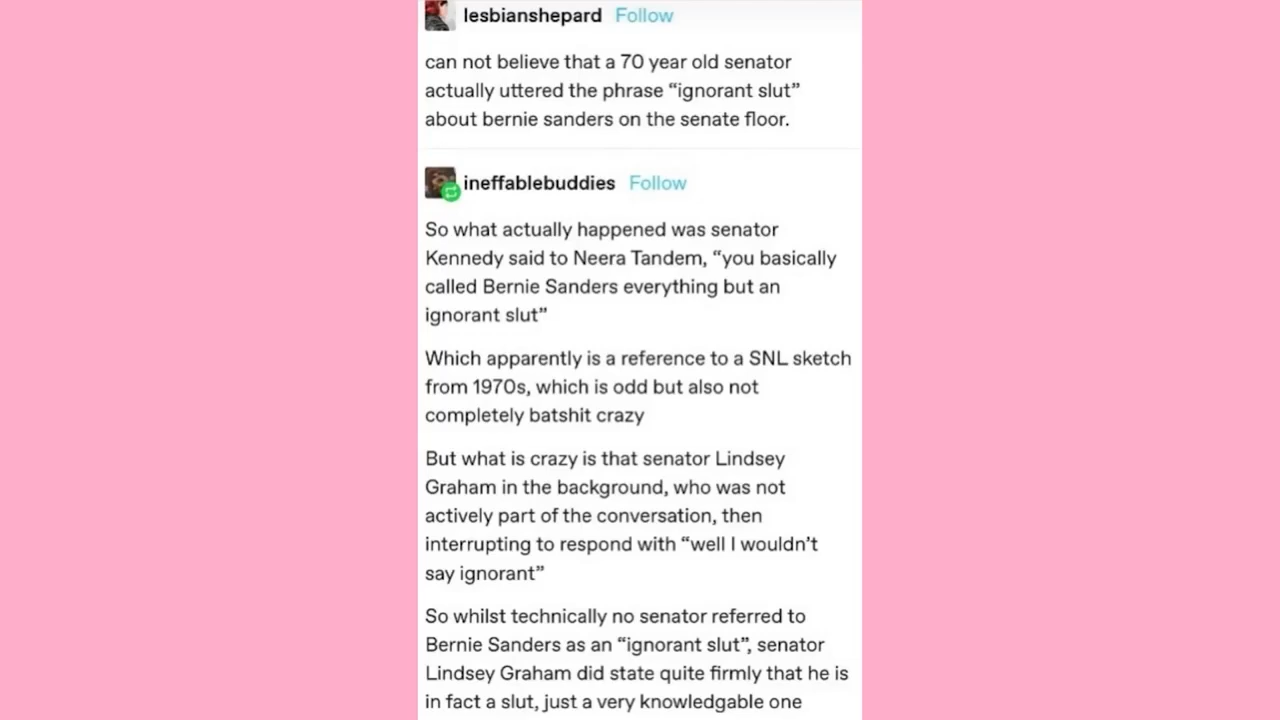 lesbianshepard Follow
can not believe that a 70 year old senator
actually uttered the phrase “ignorant slut”
about bernie sanders on the senate floor.
ineffablebuddies Follow
So what actually happened was senator
Kennedy said to Neera Tandem, “you basically
called Bernie Sanders everything but an
ignorant slut”
Which apparently is a reference to a SNL sketch
from 1970s, which is odd but also not
completely batshit crazy
But what is crazy is that senator Lindsey
Graham in the background, who was not
actively part of the conversation, then
interrupting to respond with “well I wouldn’t
say ignorant”
So whilst technically no senator referred to
Bernie Sanders as an “ignorant slut”, senator
Lindsey Graham did state quite firmly that he is
in fact a slut, just a very knowledgable one